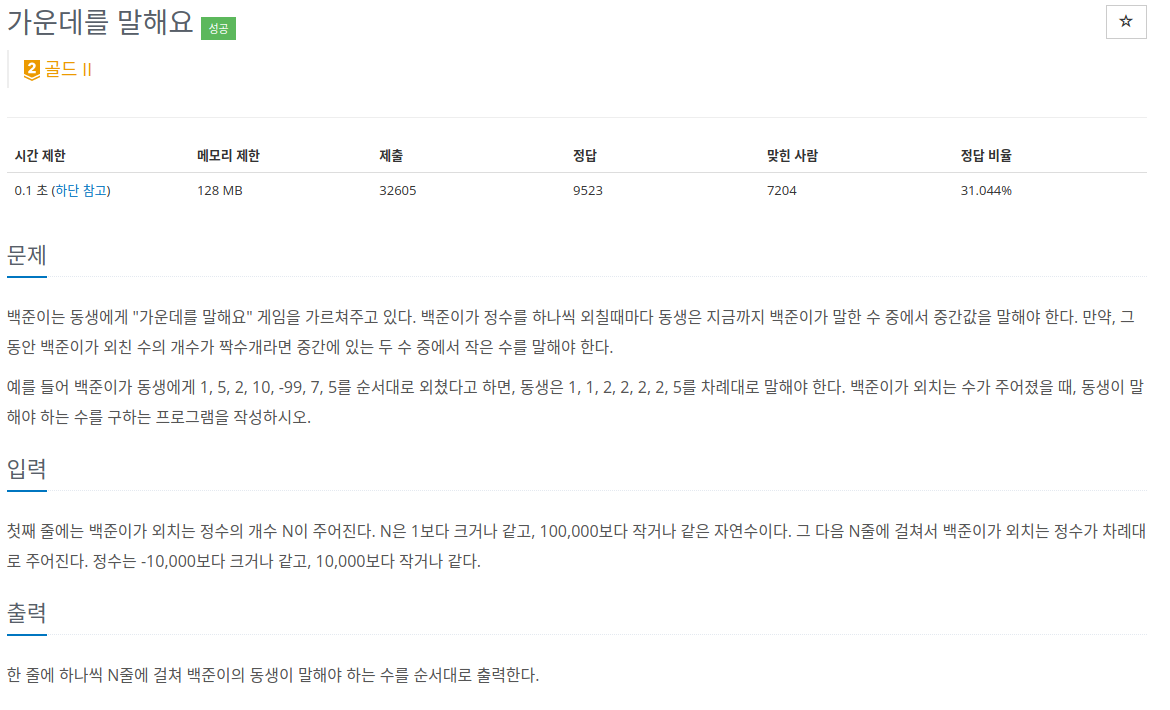 가운데를 말해요 성공
☆
2 골드 II
시간 제한 메모리 제한 제출 정답 맞힌 사람 정답 비율
0.1 초 (하단 참고) 128 MB 32605 9523 7204 31.044%
문제
백준이는 동생에게 "가운데를 말해요" 게임을 가르쳐주고 있다. 백준이가 정수를 하나씩 외칠때마다 동생은 지금까지 백준이가 말한 수 중에서 중간값을 말해야 한다. 만약, 그
동안 백준이가 외친 수의 개수가 짝수개라면 중간에 있는 두 수 중에서 작은 수를 말해야 한다.
예를 들어 백준이가 동생에게 1, 5, 2, 10, -99, 7, 5를 순서대로 외쳤다고 하면, 동생은 1, 1, 2, 2, 2, 2, 5를 차례대로 말해야 한다. 백준이가 외치는 수가 주어졌을 때, 동생이 말
해야 하는 수를 구하는 프로그램을 작성하시오.
입력
첫째 줄에는 백준이가 외치는 정수의 개수 N이 주어진다. N은 1보다 크거나 같고, 100,000보다 작거나 같은 자연수이다. 그 다음 N줄에 걸쳐서 백준이가 외치는 정수가 차례대
로 주어진다. 정수는 -10,000보다 크거나 같고, 10,000보다 작거나 같다.
출력
한 줄에 하나씩 N줄에 걸쳐 백준이의 동생이 말해야 하는 수를 순서대로 출력한다.